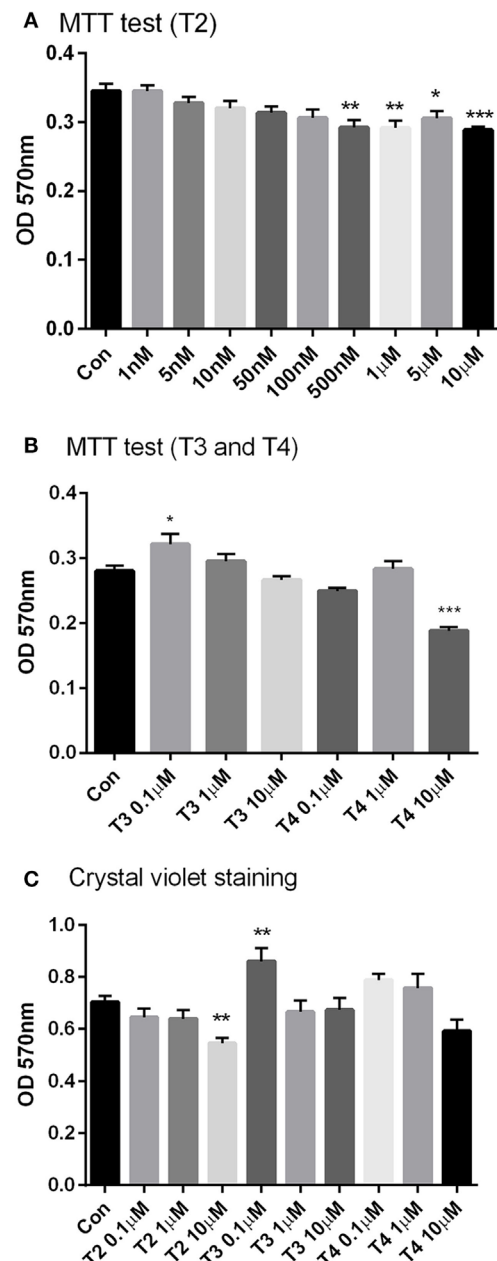 A MTT test (T2)
OD 570nm
0.4
0.3
0.2
0.1
0.0
** ** * ***
Con 1nM 5nM 10nM 50nM 100nM 500nM 1μM 5μM 10μM
B MTT test (T3 and T4)
OD 570nm
0.4
0.3
0.2
0.1
0.0
* ***
Con T3 0.1μM T3 1μM T3 10μM T4 0.1μM T4 1μM T4 10μM
C Crystal violet staining
OD 570nm
1.0
0.8
0.6
0.4
0.2
0.0
** **
Con T2 0.1μM T2 1μM T2 10μM T3 0.1μM T3 1μM T3 10μM T4 0.1μM T4 1μM T4 10μM